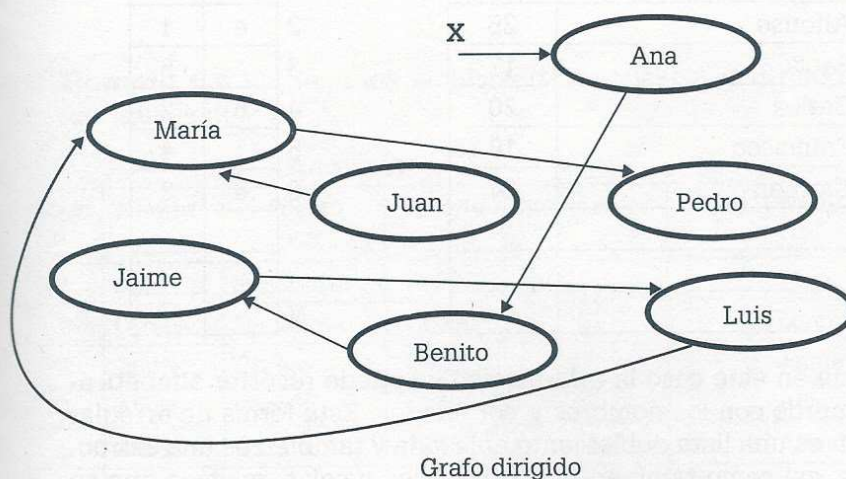 X
Ana
María
Juan
Pedro
Jaime
Luis
Benito
Grafo dirigido